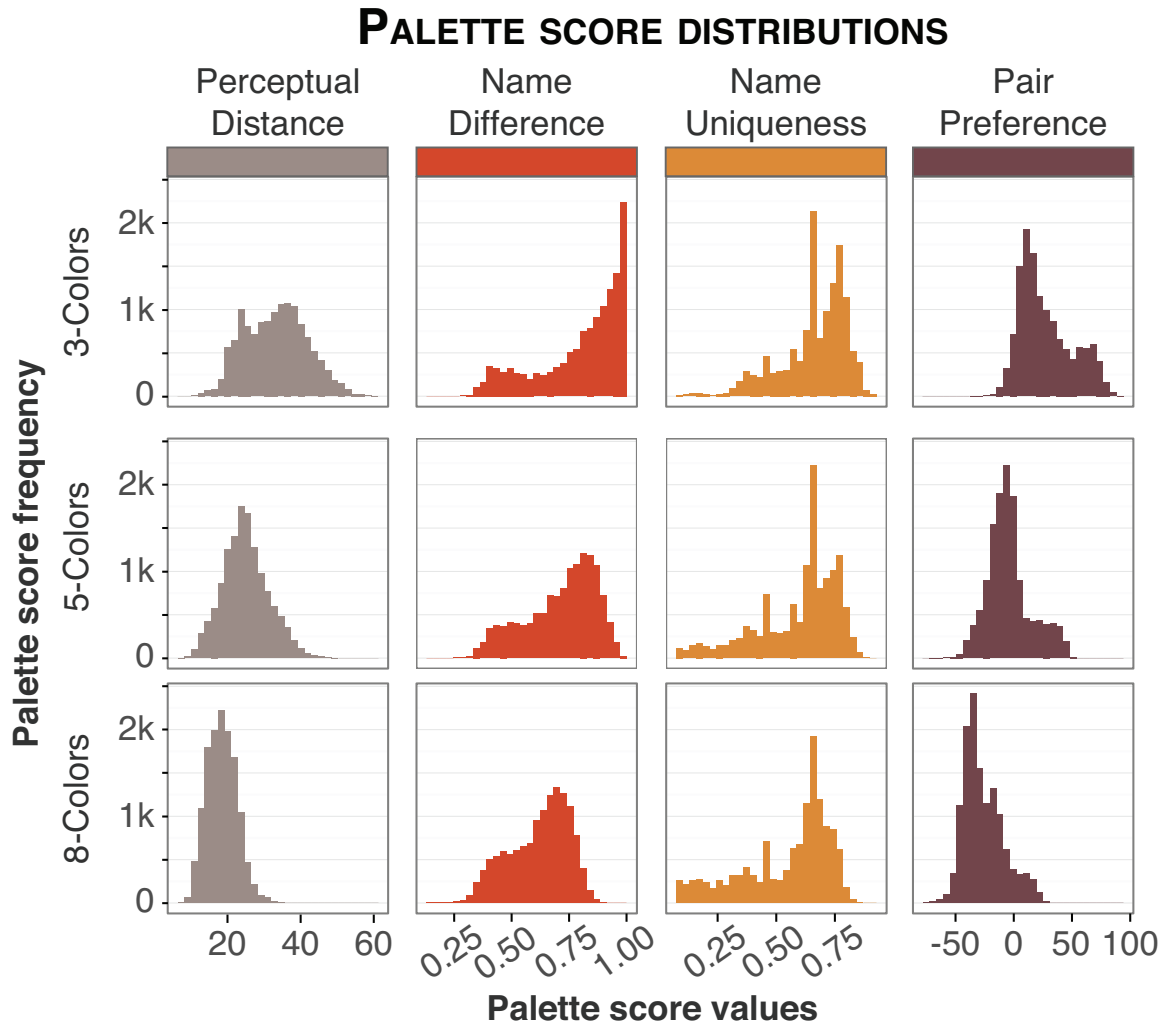 PALETTE SCORE DISTRIBUTIONS
Perceptual Distance
Name Difference
Name Uniqueness
Pair Preference
Palette score frequency
3-Colors
2k
1k
0
5-Colors
2k
1k
0
8-Colors
2k
1k
0
20 40 60
0.25 0.50 0.75 1.00
0.25 0.50 0.75
-50 0 50 100
Palette score values